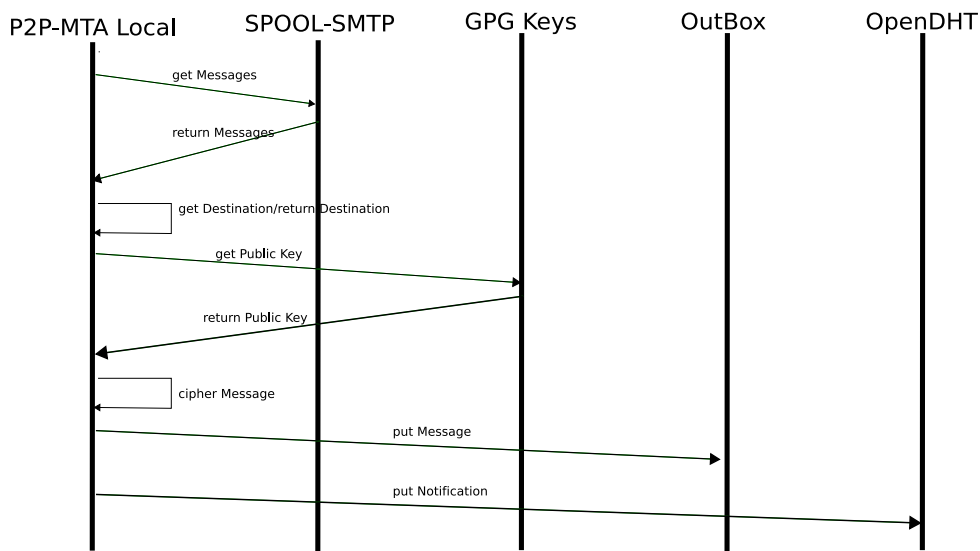 P2P-MTA Local
SPOOL-SMTP
GPG Keys
OutBox
OpenDHT
get Messages
return Messages
get Destination/return Destination
get Public Key
return Public Key
cipher Message
put Message
put Notification